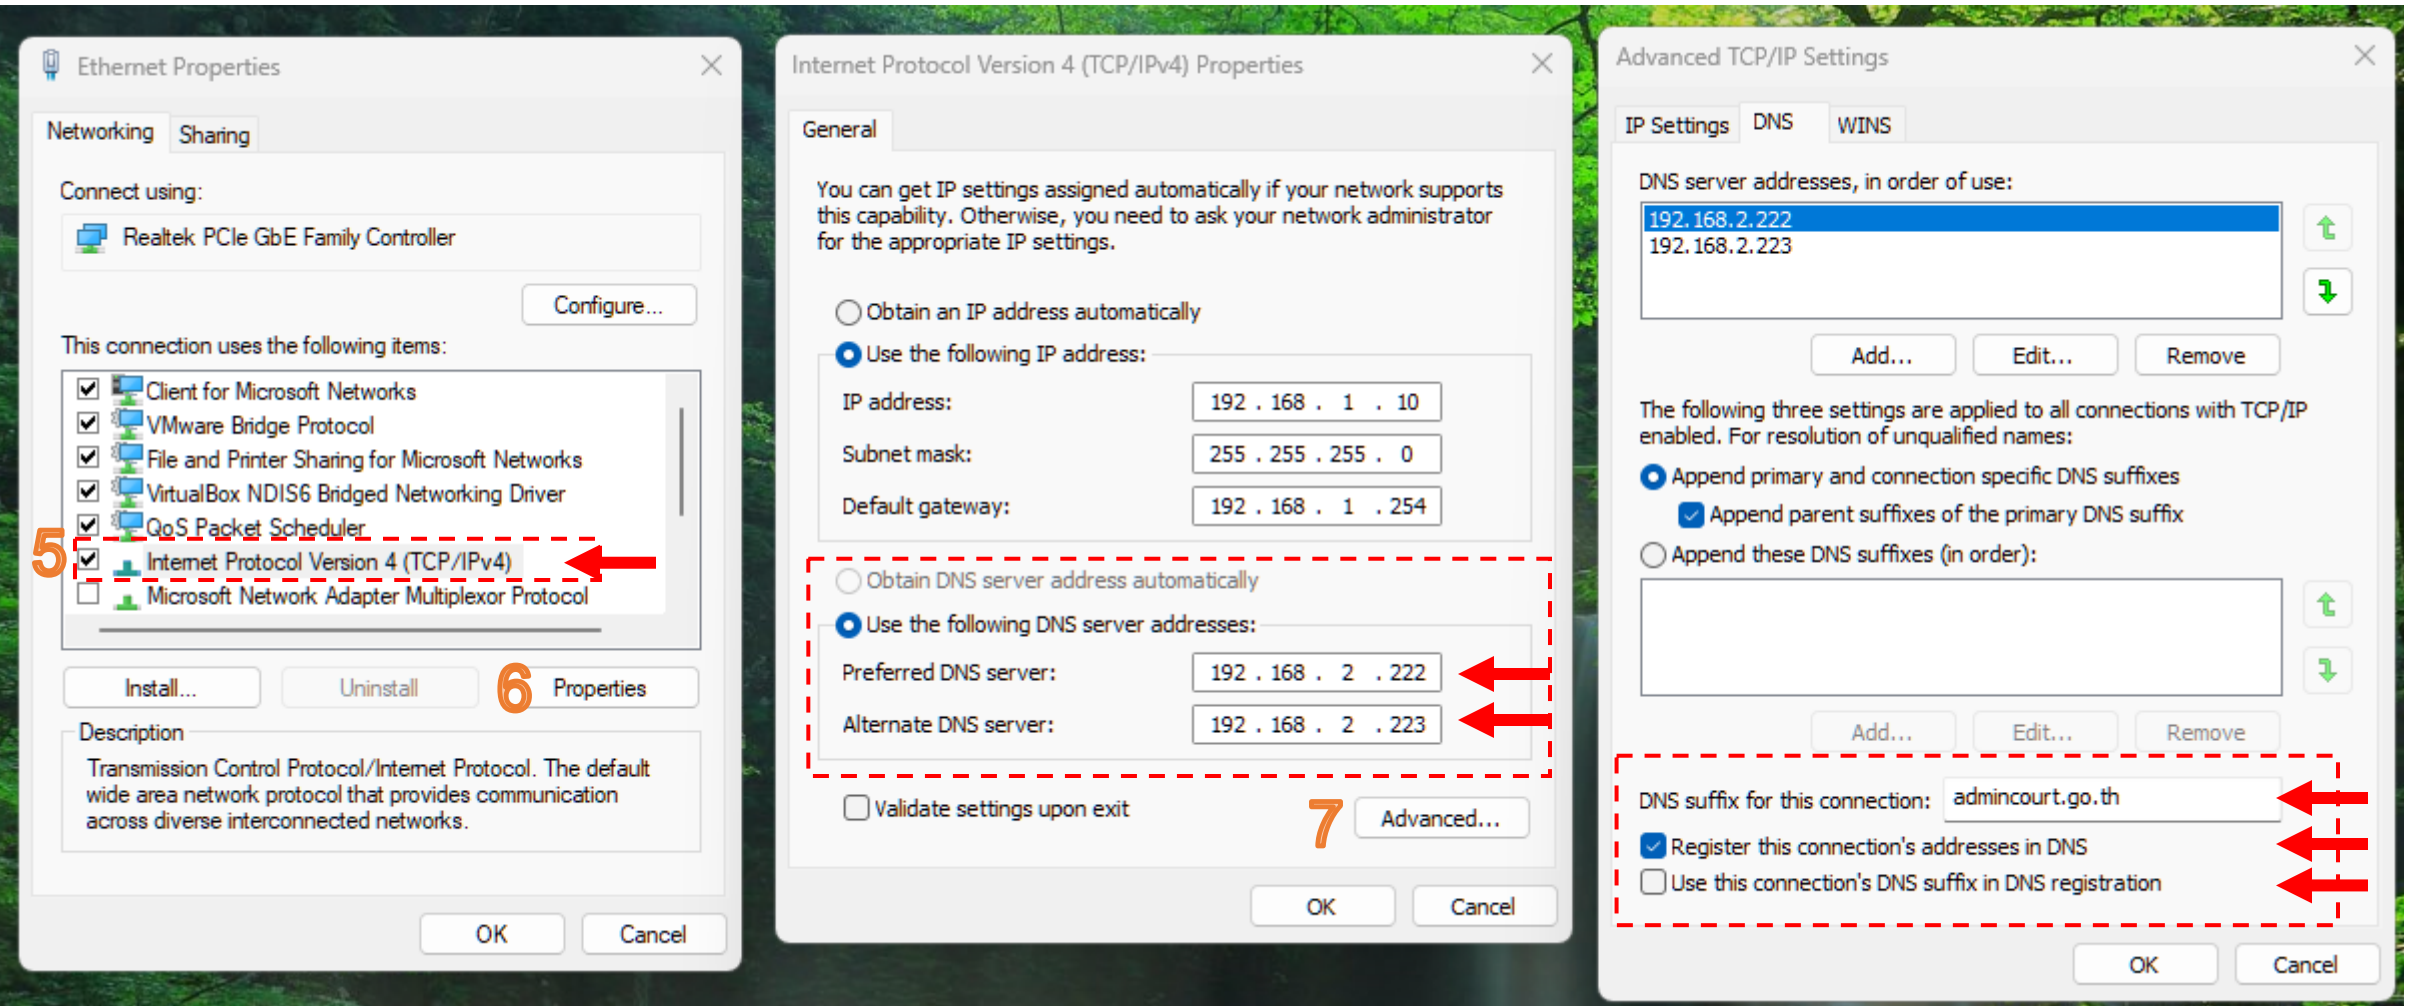 Ethernet Properties
Networking
Sharing
Connect using:
Realtek PCIe GbE Family Controller
Configure...
This connection uses the following items:
Client for Microsoft Networks
VMware Bridge Protocol
File and Printer Sharing for Microsoft Networks
VirtualBox NDIS6 Bridged Networking Driver
QoS Packet Scheduler
5
Internet Protocol Version 4 (TCP/IPv4)
Microsoft Network Adapter Multiplexor Protocol
Install...
Uninstall
6
Properties
Description
Transmission Control Protocol/Internet Protocol. The default
wide area network protocol that provides communication
across diverse interconnected networks.
OK
Cancel
Internet Protocol Version 4 (TCP/IPv4) Properties
General
You can get IP settings assigned automatically if your network supports
this capability. Otherwise, you need to ask your network administrator
for the appropriate IP settings.
Obtain an IP address automatically
Use the following IP address:
IP address: 192 . 168 . 1 . 10
Subnet mask: 255 . 255 . 255 . 0
Default gateway: 192 . 168 . 1 . 254
Obtain DNS server address automatically
Use the following DNS server addresses:
Preferred DNS server: 192 . 168 . 2 . 222
Alternate DNS server: 192 . 168 . 2 . 223
Validate settings upon exit
7
Advanced...
OK
Cancel
Advanced TCP/IP Settings
IP Settings
DNS
WINS
DNS server addresses, in order of use:
192.168.2.222
192.168.2.223
Add...
Edit...
Remove
The following three settings are applied to all connections with TCP/IP
enabled. For resolution of unqualified names:
Append primary and connection specific DNS suffixes
Append parent suffixes of the primary DNS suffix
Append these DNS suffixes (in order):
Add...
Edit...
Remove
DNS suffix for this connection: admincourt.go.th
Register this connection's addresses in DNS
Use this connection's DNS suffix in DNS registration
OK
Cancel